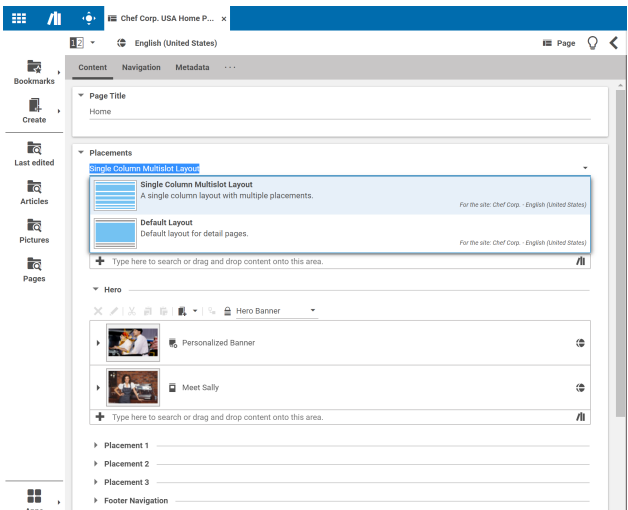 Chef Corp. USA Home P... ×
12 English (United States) Page
Bookmarks
Create
Last edited
Articles
Pictures
Pages
Content Navigation Metadata ...
Page Title
Home
Placements
Single Column Multislot Layout
Single Column Multislot Layout
A single column layout with multiple placements.
For the site: Chef Corp. - English (United States)
Default Layout
Default layout for detail pages.
For the site: Chef Corp. - English (United States)
Type here to search or drag and drop content onto this area.
Hero
Hero Banner
Personalized Banner
Meet Sally
Type here to search or drag and drop content onto this area.
Placement 1
Placement 2
Placement 3
Footer Navigation